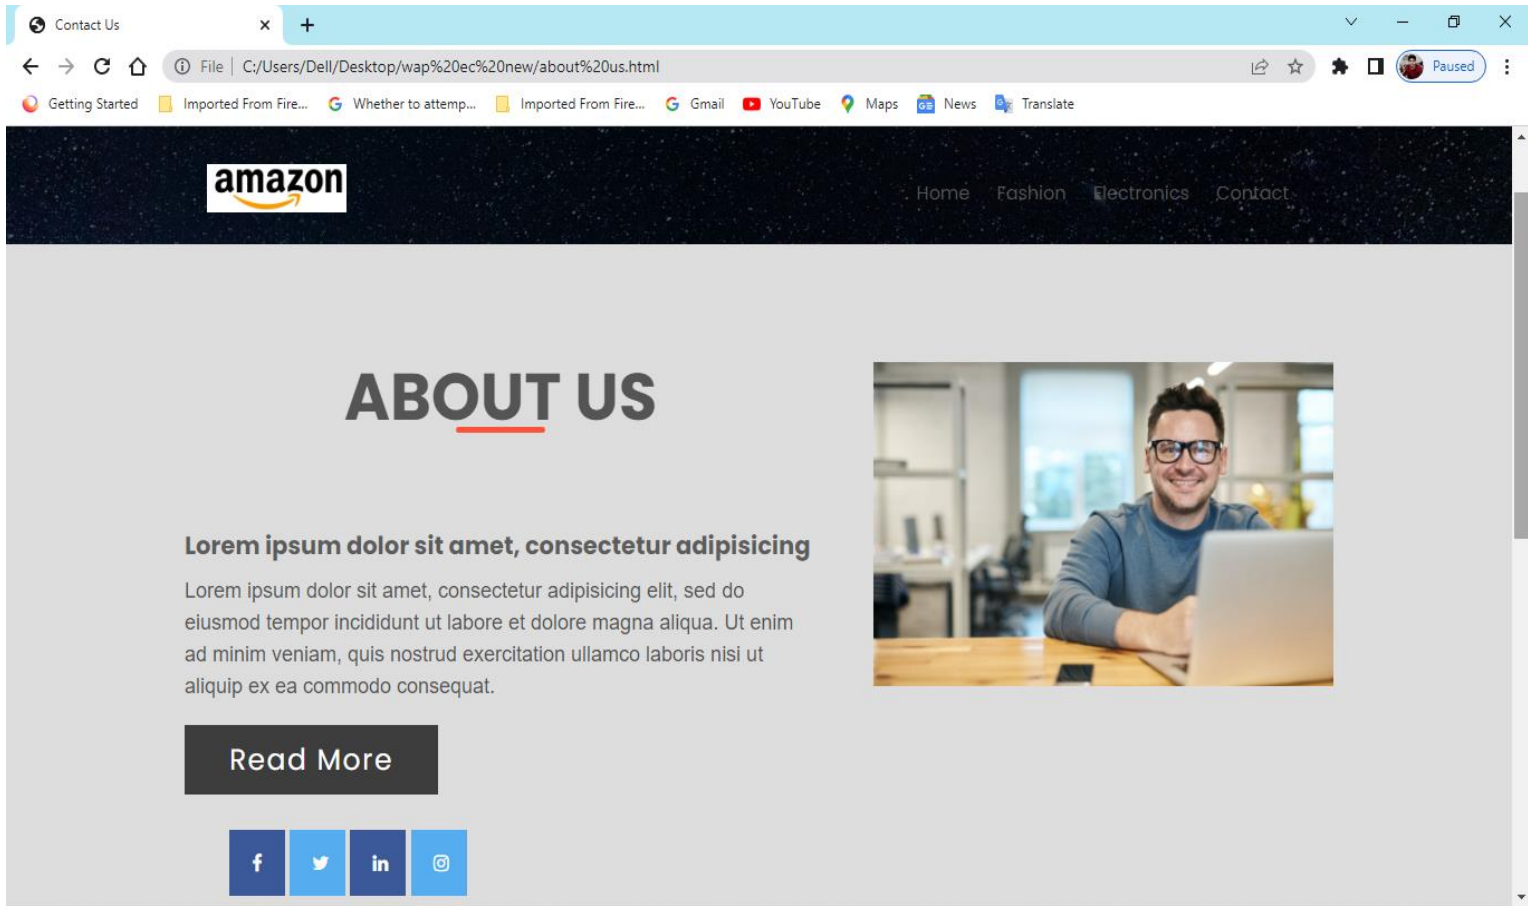 Contact Us
File C:/Users/Dell/Desktop/wap%20ec%20new/about%20us.html Paused
Getting Started Imported From Fire... Whether to attemp... Imported From Fire... Gmail YouTube Maps News Translate
amazon
Home Fashion Electronics Contact
ABOUT US
Lorem ipsum dolor sit amet, consectetur adipisicing
Lorem ipsum dolor sit amet, consectetur adipisicing elit, sed do
eiusmod tempor incididunt ut labore et dolore magna aliqua. Ut enim
ad minim veniam, quis nostrud exercitation ullamco laboris nisi ut
aliquip ex ea commodo consequat.
Read More